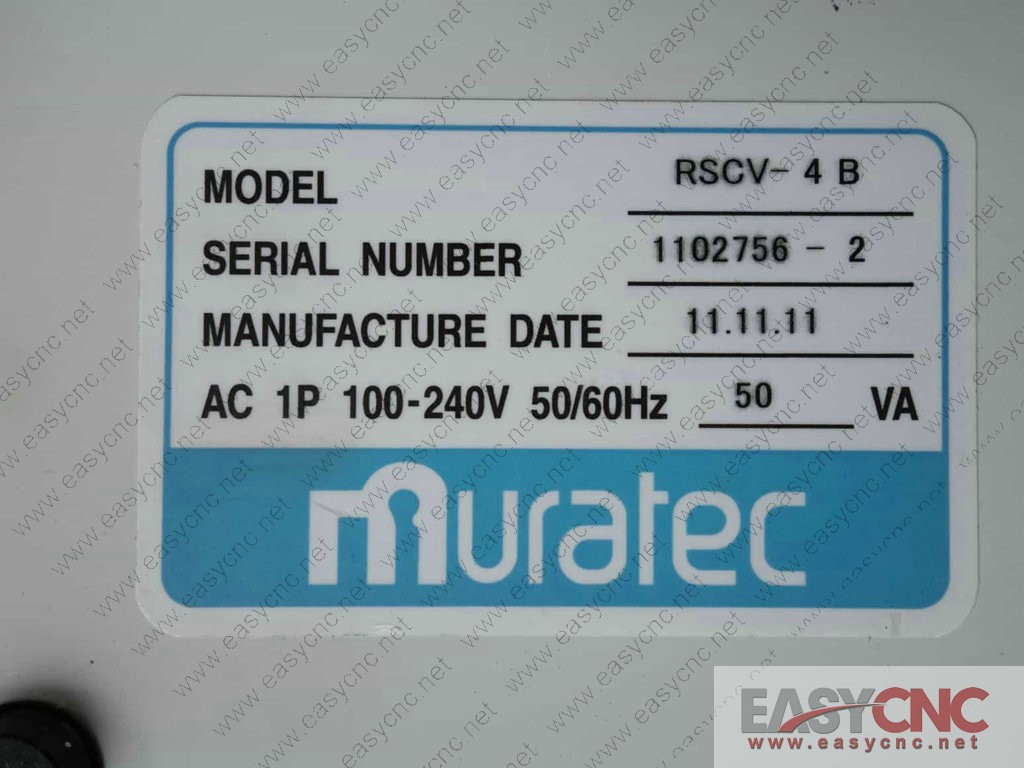 MODEL RSCV-4 B
SERIAL NUMBER 1102756-2
MANUFACTURE DATE 11.11.11
AC 1P 100-240V 50/60Hz 50 VA
muratec
EASYCNC
www.easycnc.net